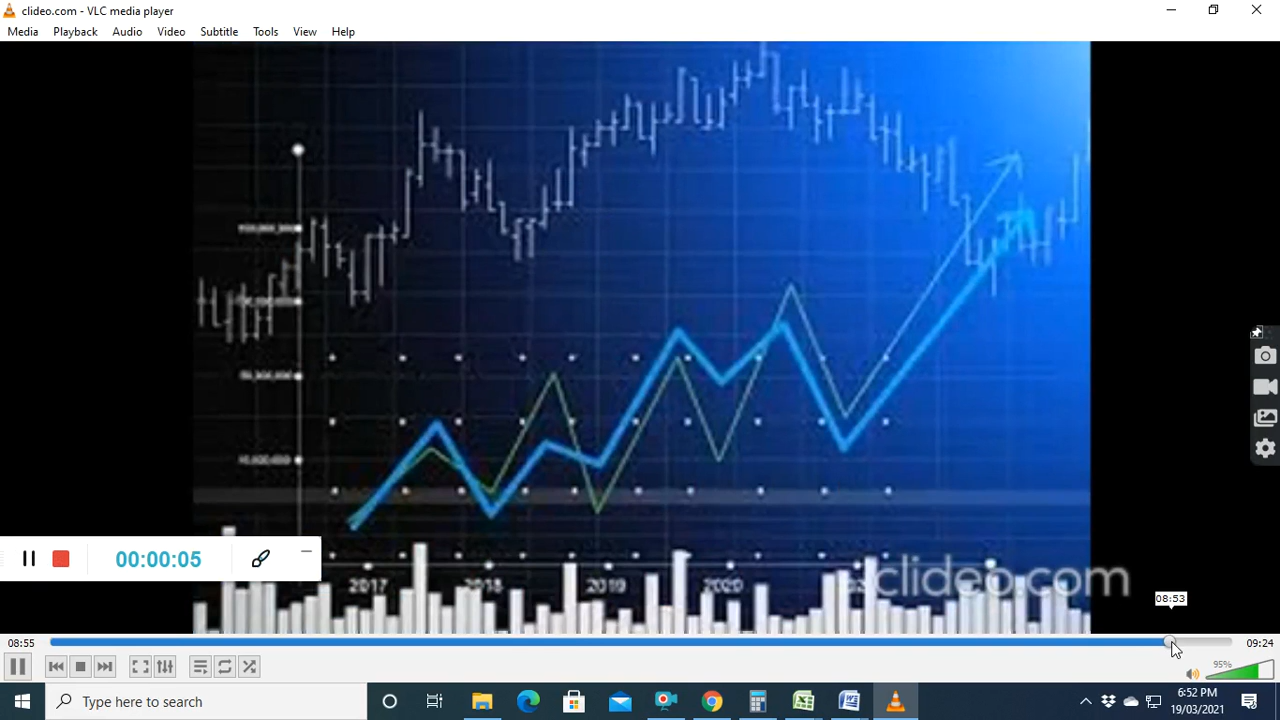 clideo.com - VLC media player
Media Playback Audio Video Subtitle Tools View Help
2017 2018 2019 2020
clideo.com
00:00:05
08:53
08:55
09:24
95%
Type here to search
6:52 PM
19/03/2021